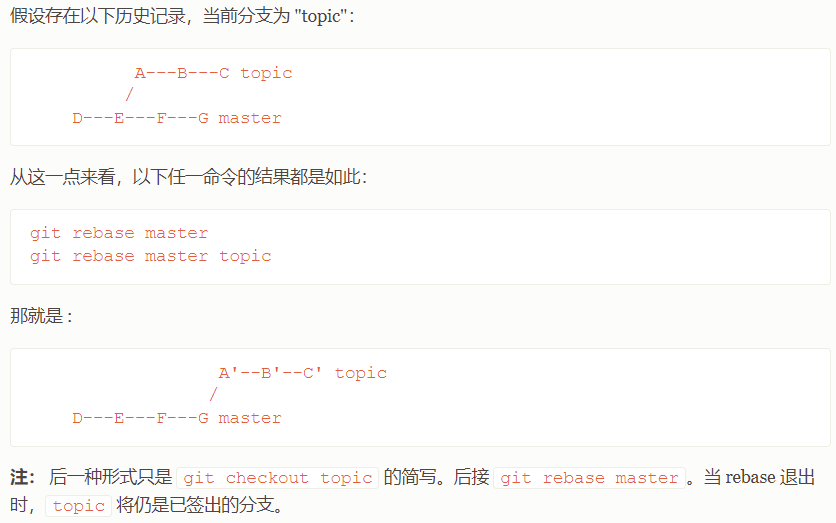 假设存在以下历史记录，当前分支为 "topic"：
A---B---C topic
/
D---E---F---G master
从这一点来看，以下任一命令的结果都是如此：
git rebase master
git rebase master topic
那就是：
A'--B'--C' topic
/
D---E---F---G master
注： 后一种形式只是 git checkout topic 的简写。后接 git rebase master 。当 rebase 退出
时， topic 将仍是已签出的分支。